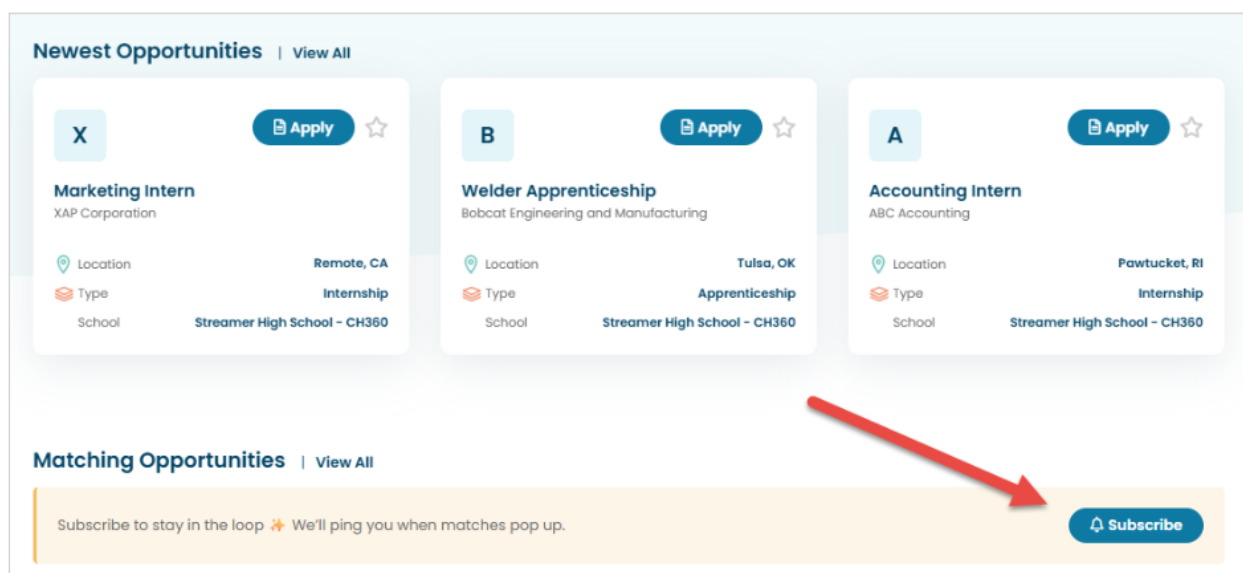 Newest Opportunities | View All
X
Apply
Marketing Intern
XAP Corporation
Location Remote, CA
Type Internship
School Streamer High School - CH360
B
Apply
Welder Apprenticeship
Bobcat Engineering and Manufacturing
Location Tulsa, OK
Type Apprenticeship
School Streamer High School - CH360
A
Apply
Accounting Intern
ABC Accounting
Location Pawtucket, RI
Type Internship
School Streamer High School - CH360
Matching Opportunities | View All
Subscribe to stay in the loop ✨ We'll ping you when matches pop up.
Subscribe